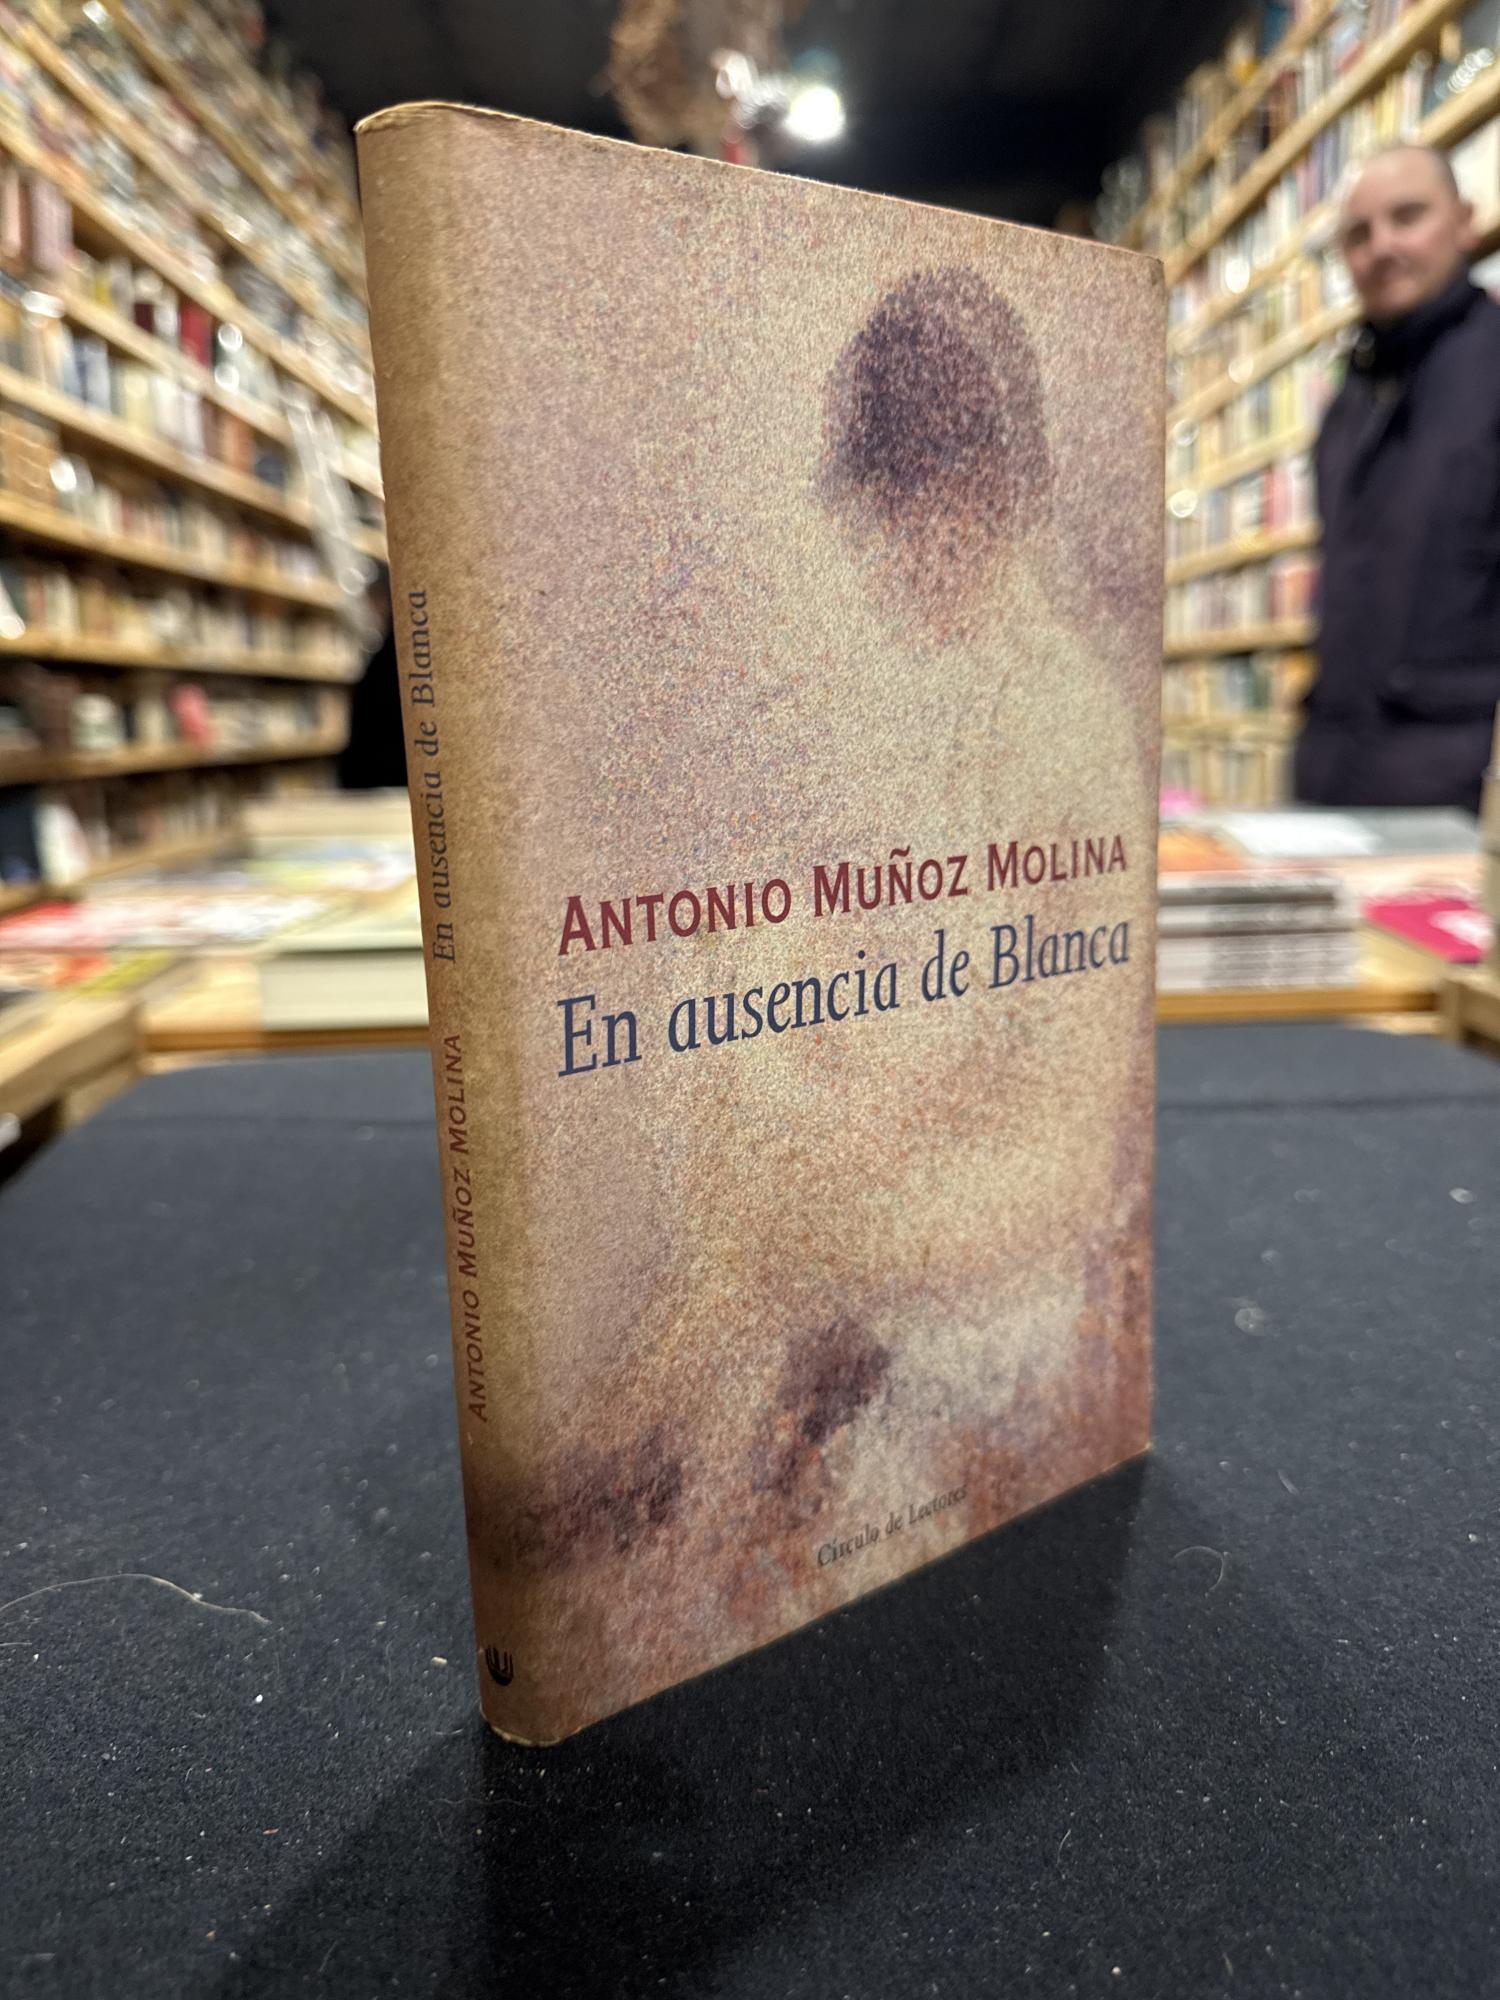 ANTONIO MUÑOZ MOLINA
En ausencia de Blanca
Círculo de Lectores
ANTONIO MUÑOZ MOLINA En ausencia de Blanca